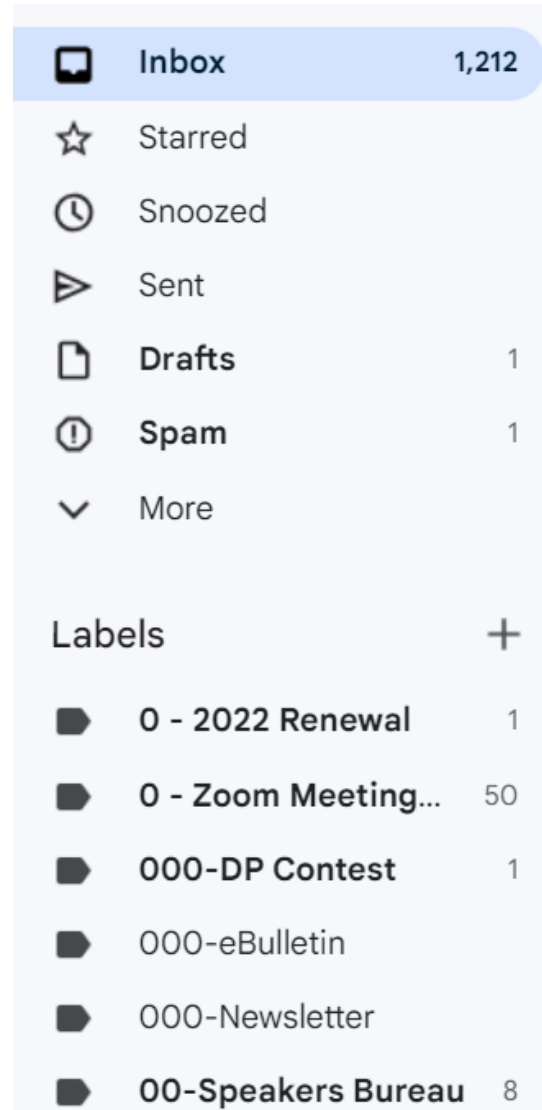 Inbox 1,212
Starred
Snoozed
Sent
Drafts 1
Spam 1
More
Labels +
0 - 2022 Renewal 1
0 - Zoom Meeting... 50
000-DP Contest 1
000-eBulletin
000-Newsletter
00-Speakers Bureau 8